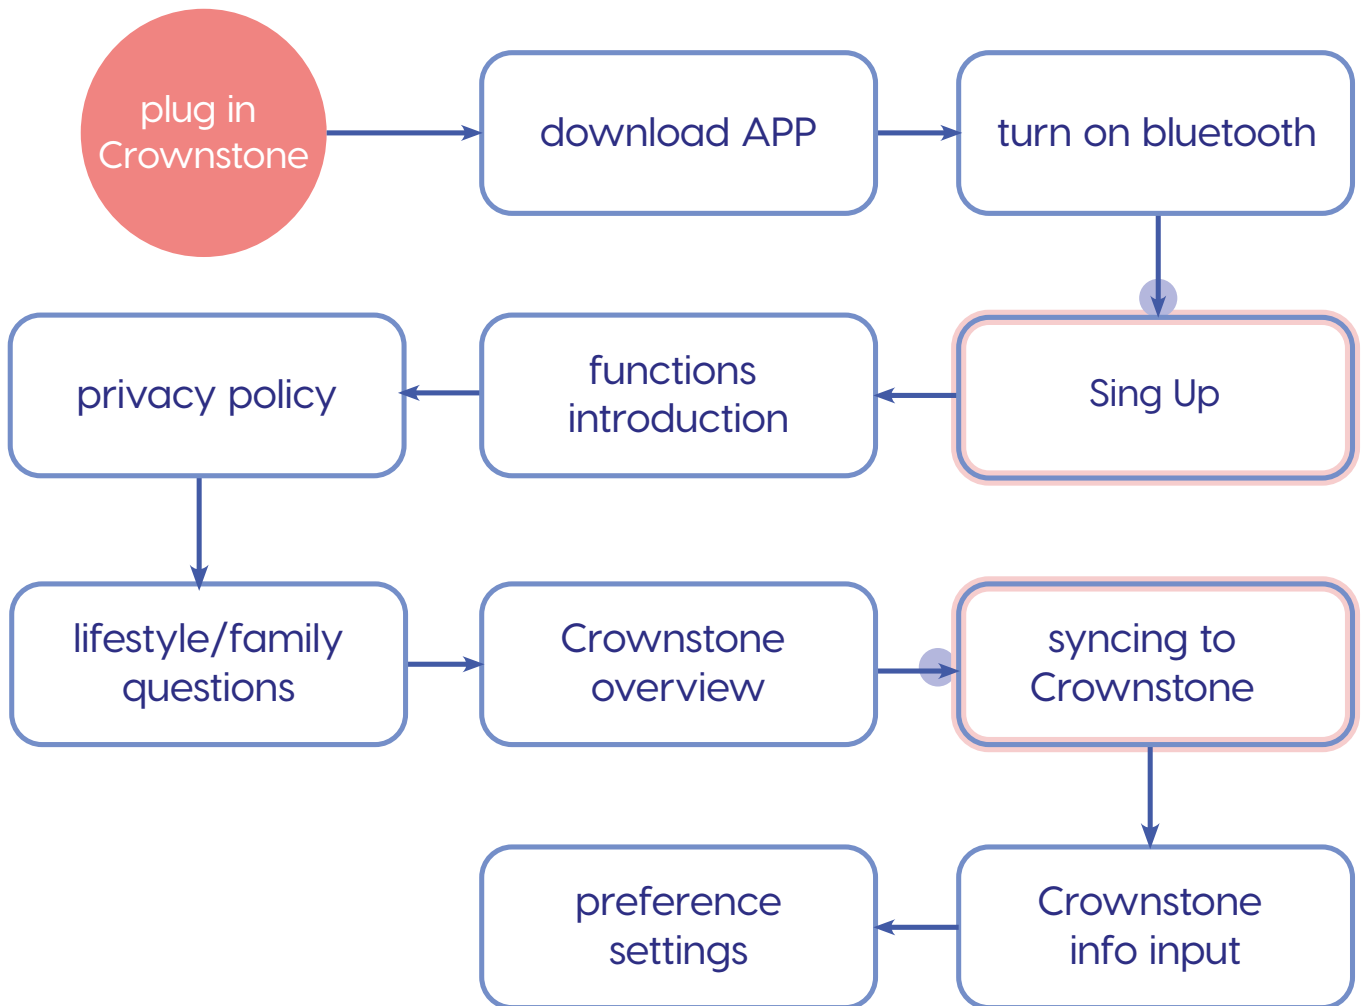 plug in
Crownstone
download APP
turn on bluetooth
Sing Up
functions
introduction
privacy policy
lifestyle/family
questions
Crownstone
overview
syncing to
Crownstone
Crownstone
info input
preference
settings